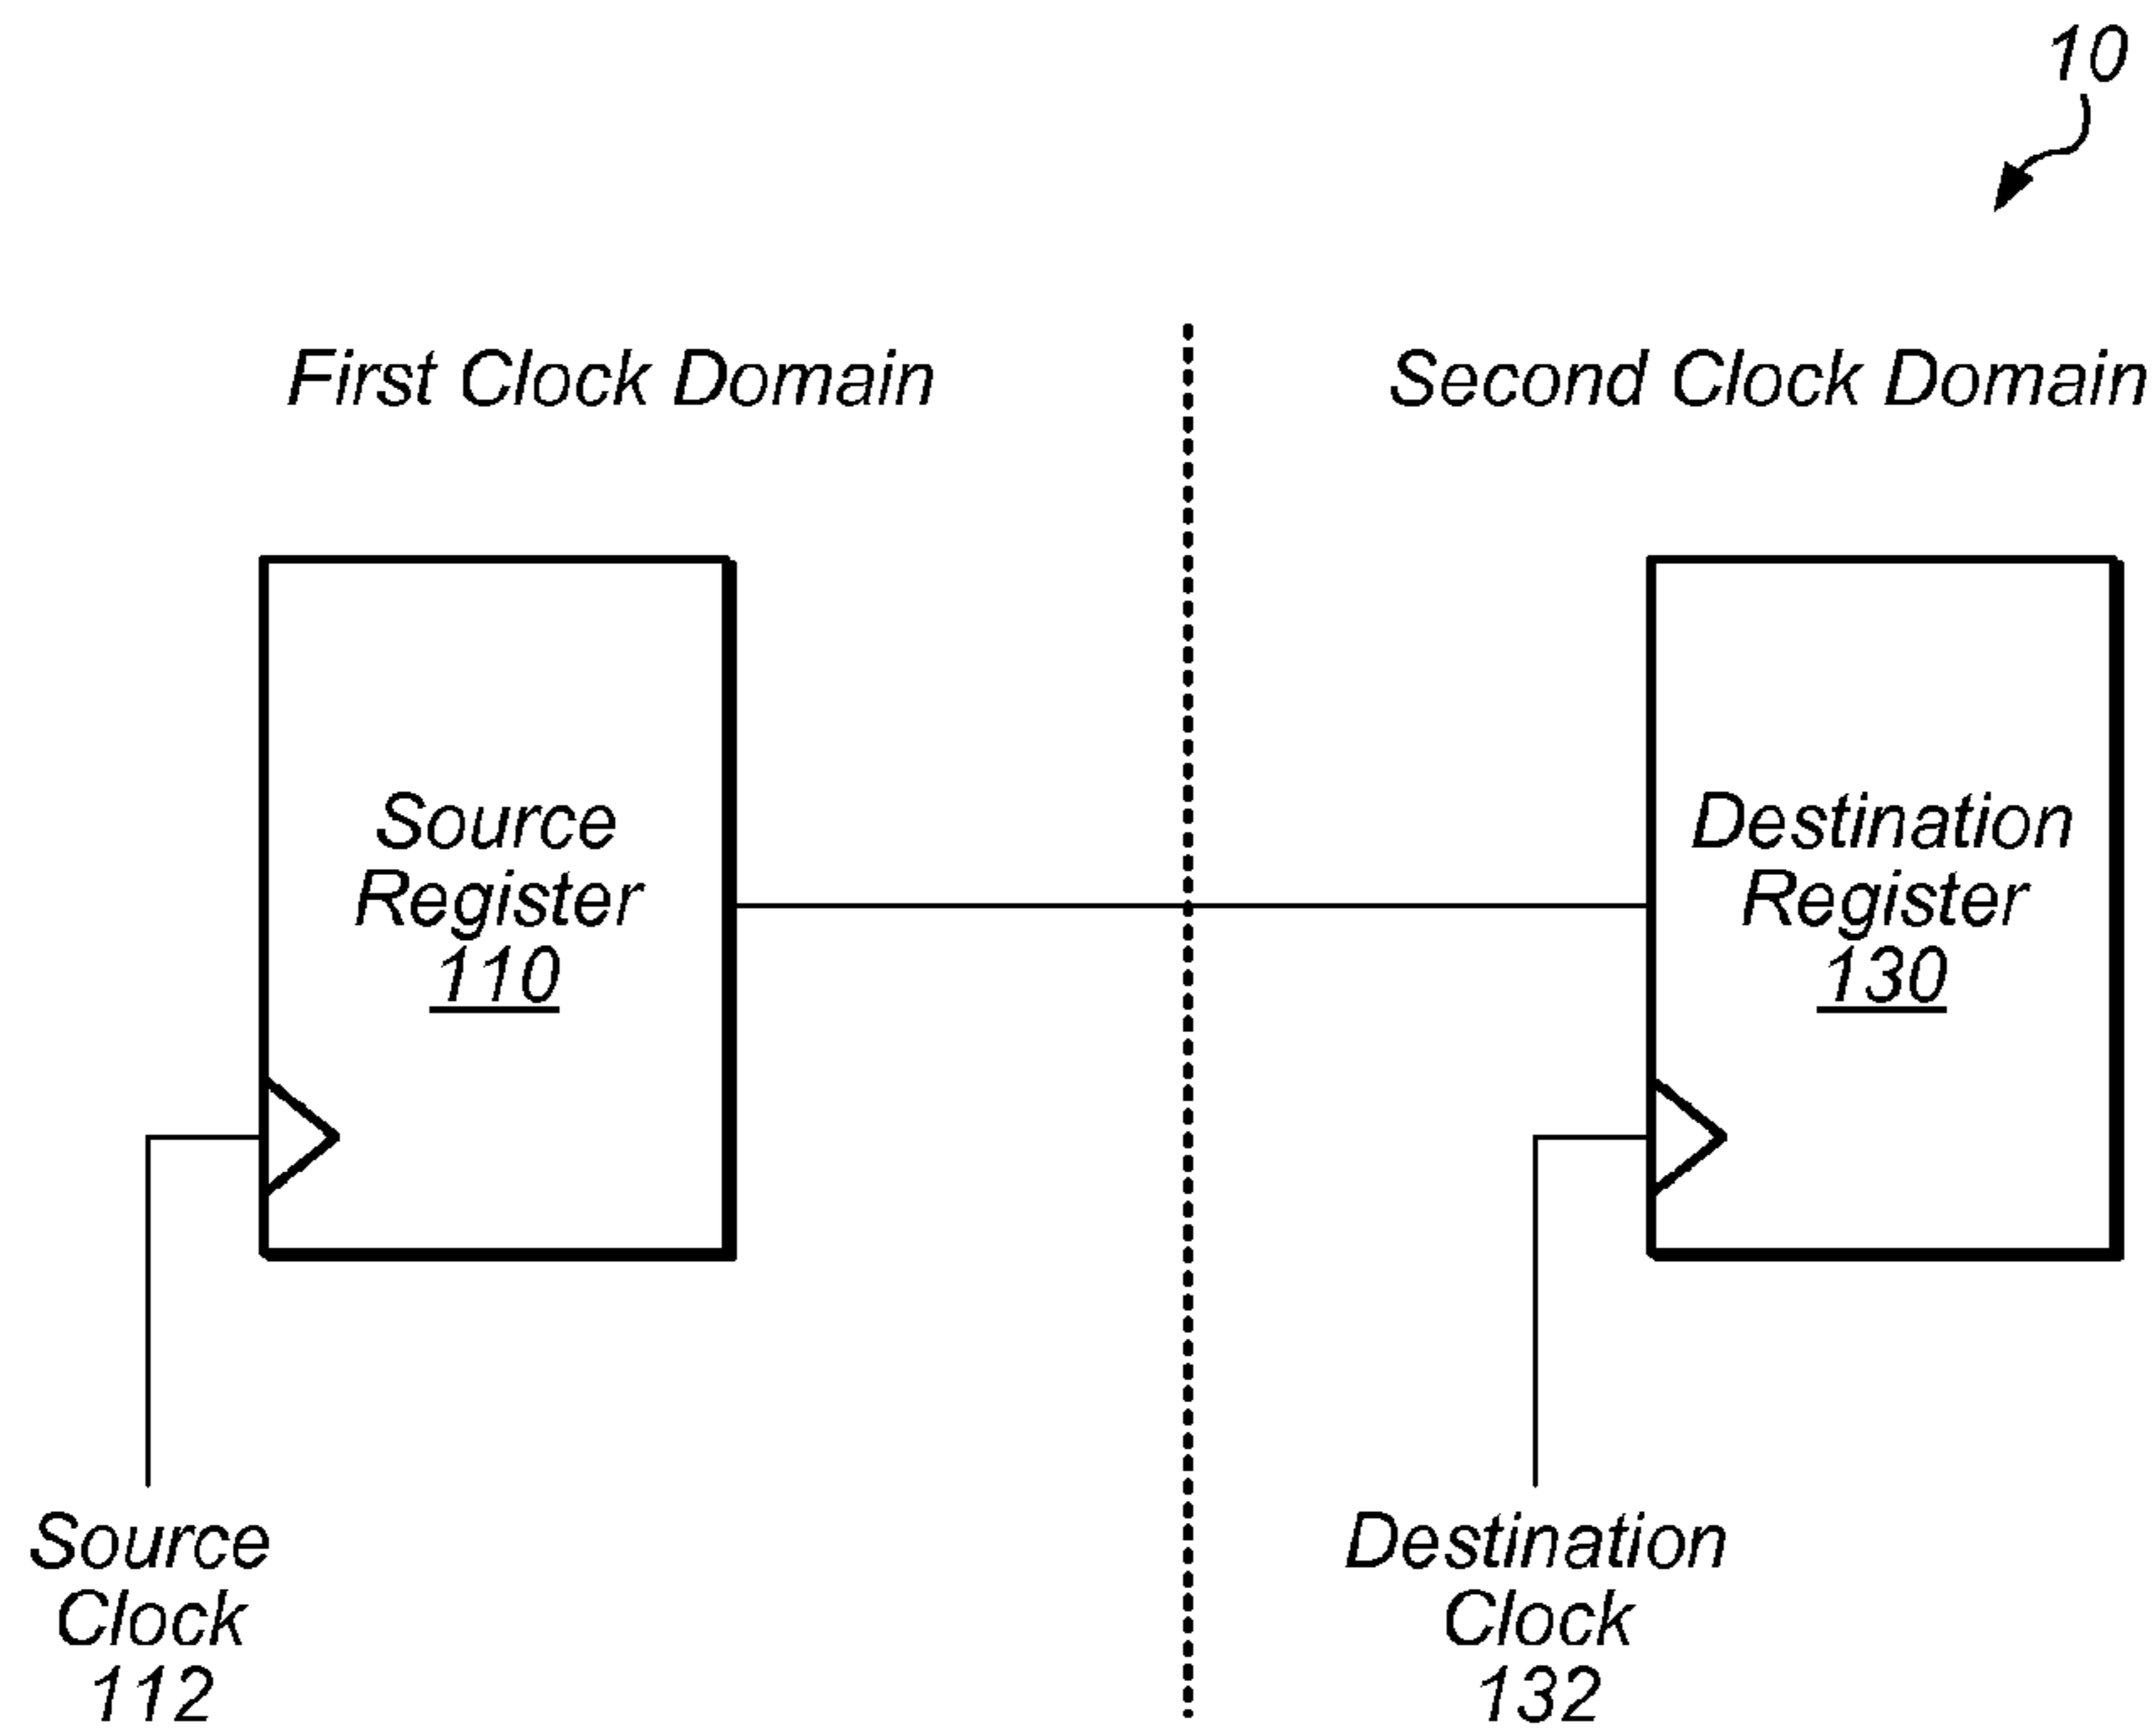 10
First Clock Domain
Second Clock Domain
Source
Register
110
Destination
Register
130
Source
Clock
112
Destination
Clock
132